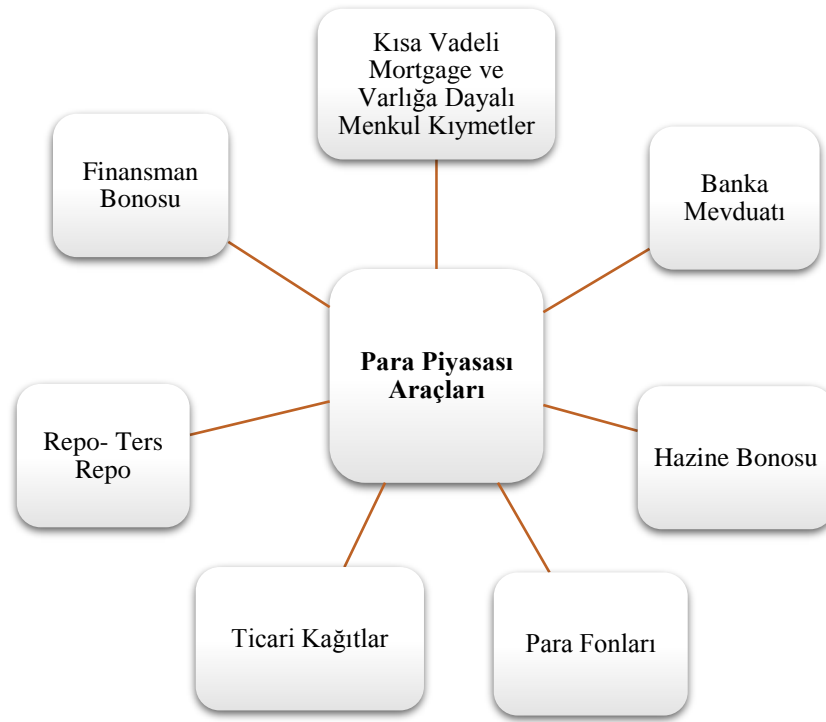 Kısa Vadeli
Mortgage ve
Varlığa Dayalı
Menkul Kıymetler
Finansman
Bonosu
Banka
Mevduatı
Para Piyasası
Araçları
Repo- Ters
Repo
Hazine Bonosu
Ticari Kağıtlar
Para Fonları